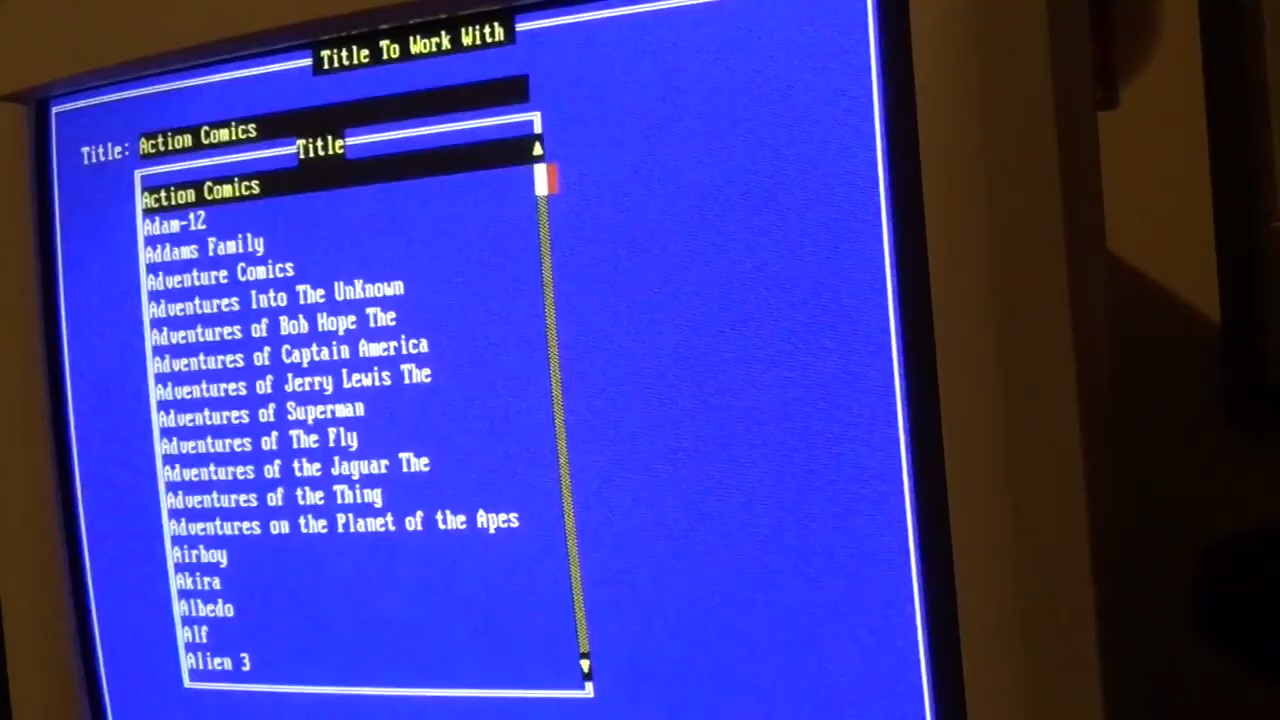 Title To Work With
Title: Action Comics
Title
Action Comics
Adam-12
Addams Family
Adventure Comics
Adventures Into The UnKnown
Adventures of Bob Hope The
Adventures of Captain America
Adventures of Jerry Lewis The
Adventures of Superman
Adventures of The Fly
Adventures of the Jaguar The
Adventures of the Thing
Adventures on the Planet of the Apes
Airboy
Akira
Albedo
Alf
Alien 3